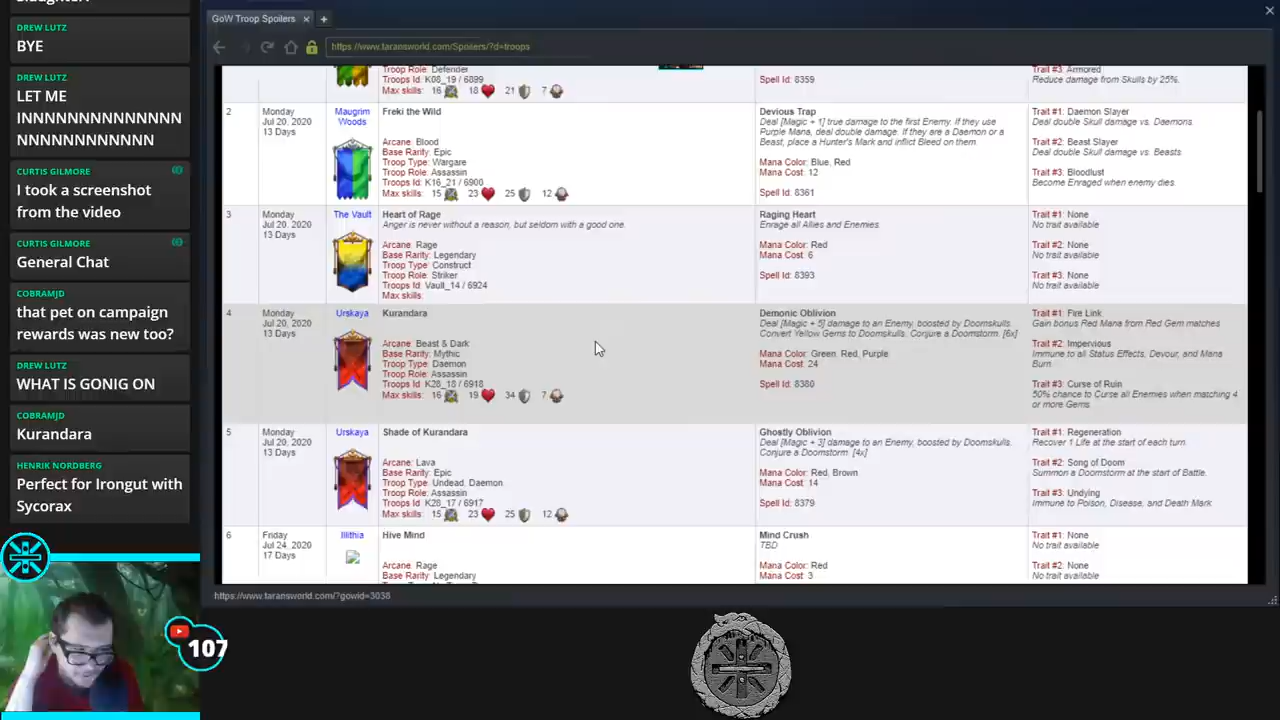 DREW LUTZ
BYE
DREW LUTZ
LET ME
INNNNNNNNNNNNN
NNNNNNNNNNNN
CURTIS GILMORE
I took a screenshot
from the video
CURTIS GILMORE
General Chat
COBRAMJD
that pet on campaign
rewards was new too?
DREW LUTZ
WHAT IS GONIG ON
COBRAMJD
Kurandara
HENRIK NORDBERG
Perfect for Irongut with
Sycorax
107
GoW Troop Spoilers
https://www.taransworld.com/Spoilers/?d=troops
Troop Role: Defender
Troops Id: K08_19 / 6899
Max skills: 16 18 21 7
Spell Id: 8359
Trait #3: Armored
Reduce damage from Skulls by 25%.
2
Monday
Jul 20, 2020
13 Days
Maugrim
Woods
Freki the Wild
Arcane: Blood
Base Rarity: Epic
Troop Type: Wargare
Troop Role: Assassin
Troops Id: K16_21 / 6900
Max skills: 15 23 25 12
Devious Trap
Deal [Magic + 1] true damage to the first Enemy. If they use
Purple Mana, deal double damage. If they are a Daemon or a
Beast, place a Hunter's Mark and inflict Bleed on them.
Mana Color: Blue, Red
Mana Cost: 12
Spell Id: 8361
Trait #1: Daemon Slayer
Deal double Skull damage vs. Daemons.
Trait #2: Beast Slayer
Deal double Skull damage vs. Beasts
Trait #3: Bloodlust
Become Enraged when enemy dies.
3
Monday
Jul 20, 2020
13 Days
The Vault
Heart of Rage
Anger is never without a reason, but seldom with a good one.
Arcane: Rage
Base Rarity: Legendary
Troop Type: Construct
Troop Role: Striker
Troops Id: Vault_14 / 6924
Max skills:
Raging Heart
Enrage all Allies and Enemies.
Mana Color: Red
Mana Cost: 6
Spell Id: 8393
Trait #1: None
No trait available
Trait #2: None
No trait available
Trait #3: None
No trait available
4
Monday
Jul 20, 2020
13 Days
Urskaya
Kurandara
Arcane: Beast & Dark
Base Rarity: Mythic
Troop Type: Daemon
Troop Role: Assassin
Troops Id: K28_18 / 6918
Max skills: 16 19 34 7
Demonic Oblivion
Deal [Magic + 5] damage to an Enemy, boosted by Doomskulls.
Convert Yellow Gems to Doomskulls. Conjure a Doomstorm. [6x]
Mana Color: Green, Red, Purple
Mana Cost: 24
Spell Id: 8380
Trait #1: Fire Link
Gain bonus Red Mana from Red Gem matches
Trait #2: Impervious
Immune to all Status Effects, Devour, and Mana
Burn.
Trait #3: Curse of Ruin
50% chance to Curse all Enemies when matching 4
or more Gems.
5
Monday
Jul 20, 2020
13 Days
Urskaya
Shade of Kurandara
Arcane: Lava
Base Rarity: Epic
Troop Type: Undead, Daemon
Troop Role: Assassin
Troops Id: K28_17 / 6917
Max skills: 15 23 25 12
Ghostly Oblivion
Deal [Magic + 3] damage to an Enemy, boosted by Doomskulls.
Conjure a Doomstorm. [4x]
Mana Color: Red, Brown
Mana Cost: 14
Spell Id: 8379
Trait #1: Regeneration
Recover 1 Life at the start of each turn.
Trait #2: Song of Doom
Summon a Doomstorm at the start of Battle.
Trait #3: Undying
Immune to Poison, Disease, and Death Mark
6
Friday
Jul 24, 2020
17 Days
Illithia
Hive Mind
Arcane: Rage
Base Rarity: Legendary
Mind Crush
TBD
Mana Color: Red
Mana Cost: 3
Trait #1: None
No trait available
Trait #2: None
No trait available
https://www.taransworld.com/?gowid=3038